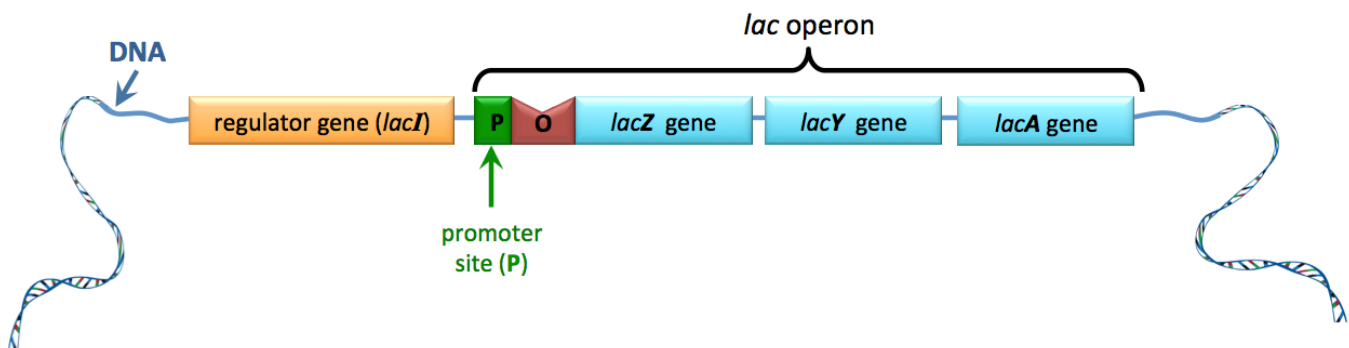 lac operon
DNA
regulator gene (lacI)
P
O
lacZ gene
lacY gene
lacA gene
promoter
site (P)